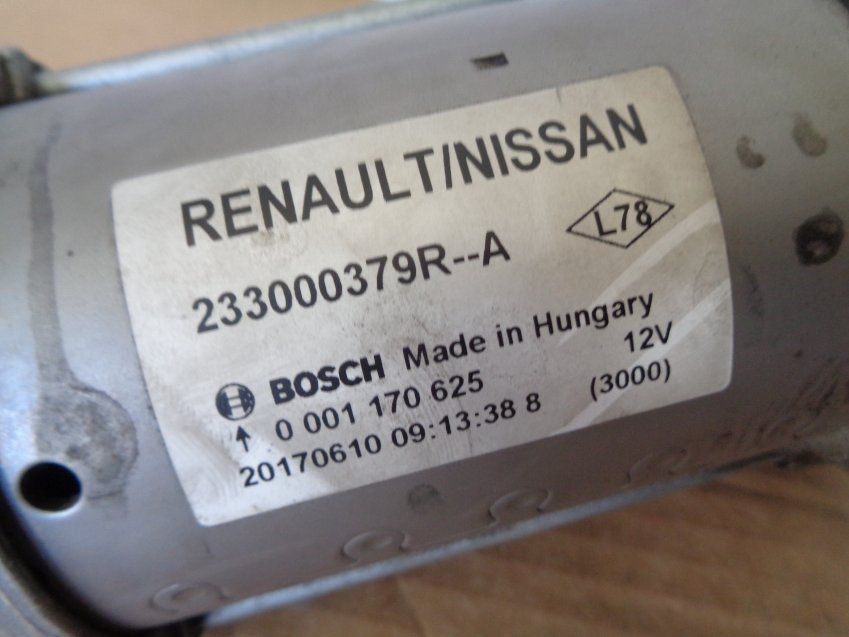 RENAULT/NISSAN
L78
233000379R--A
BOSCH Made in Hungary
0 001 170 625 12V
20170610 09:13:38 8 (3000)